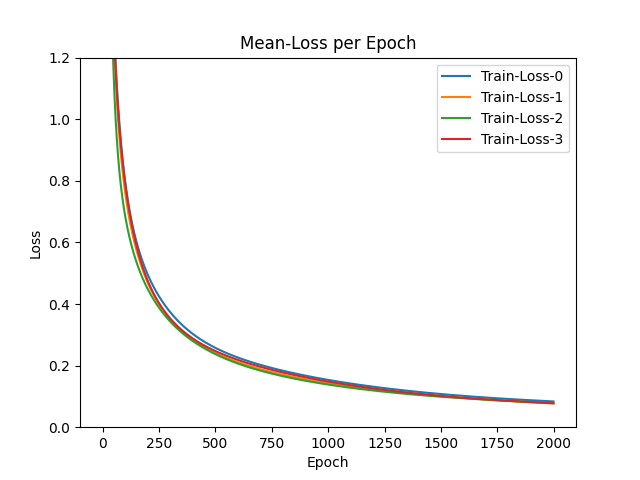 Mean-Loss per Epoch
1.2
1.0
0.8
0.6
0.4
0.2
0.0
Loss
Train-Loss-0
Train-Loss-1
Train-Loss-2
Train-Loss-3
0 250 500 750 1000 1250 1500 1750 2000
Epoch